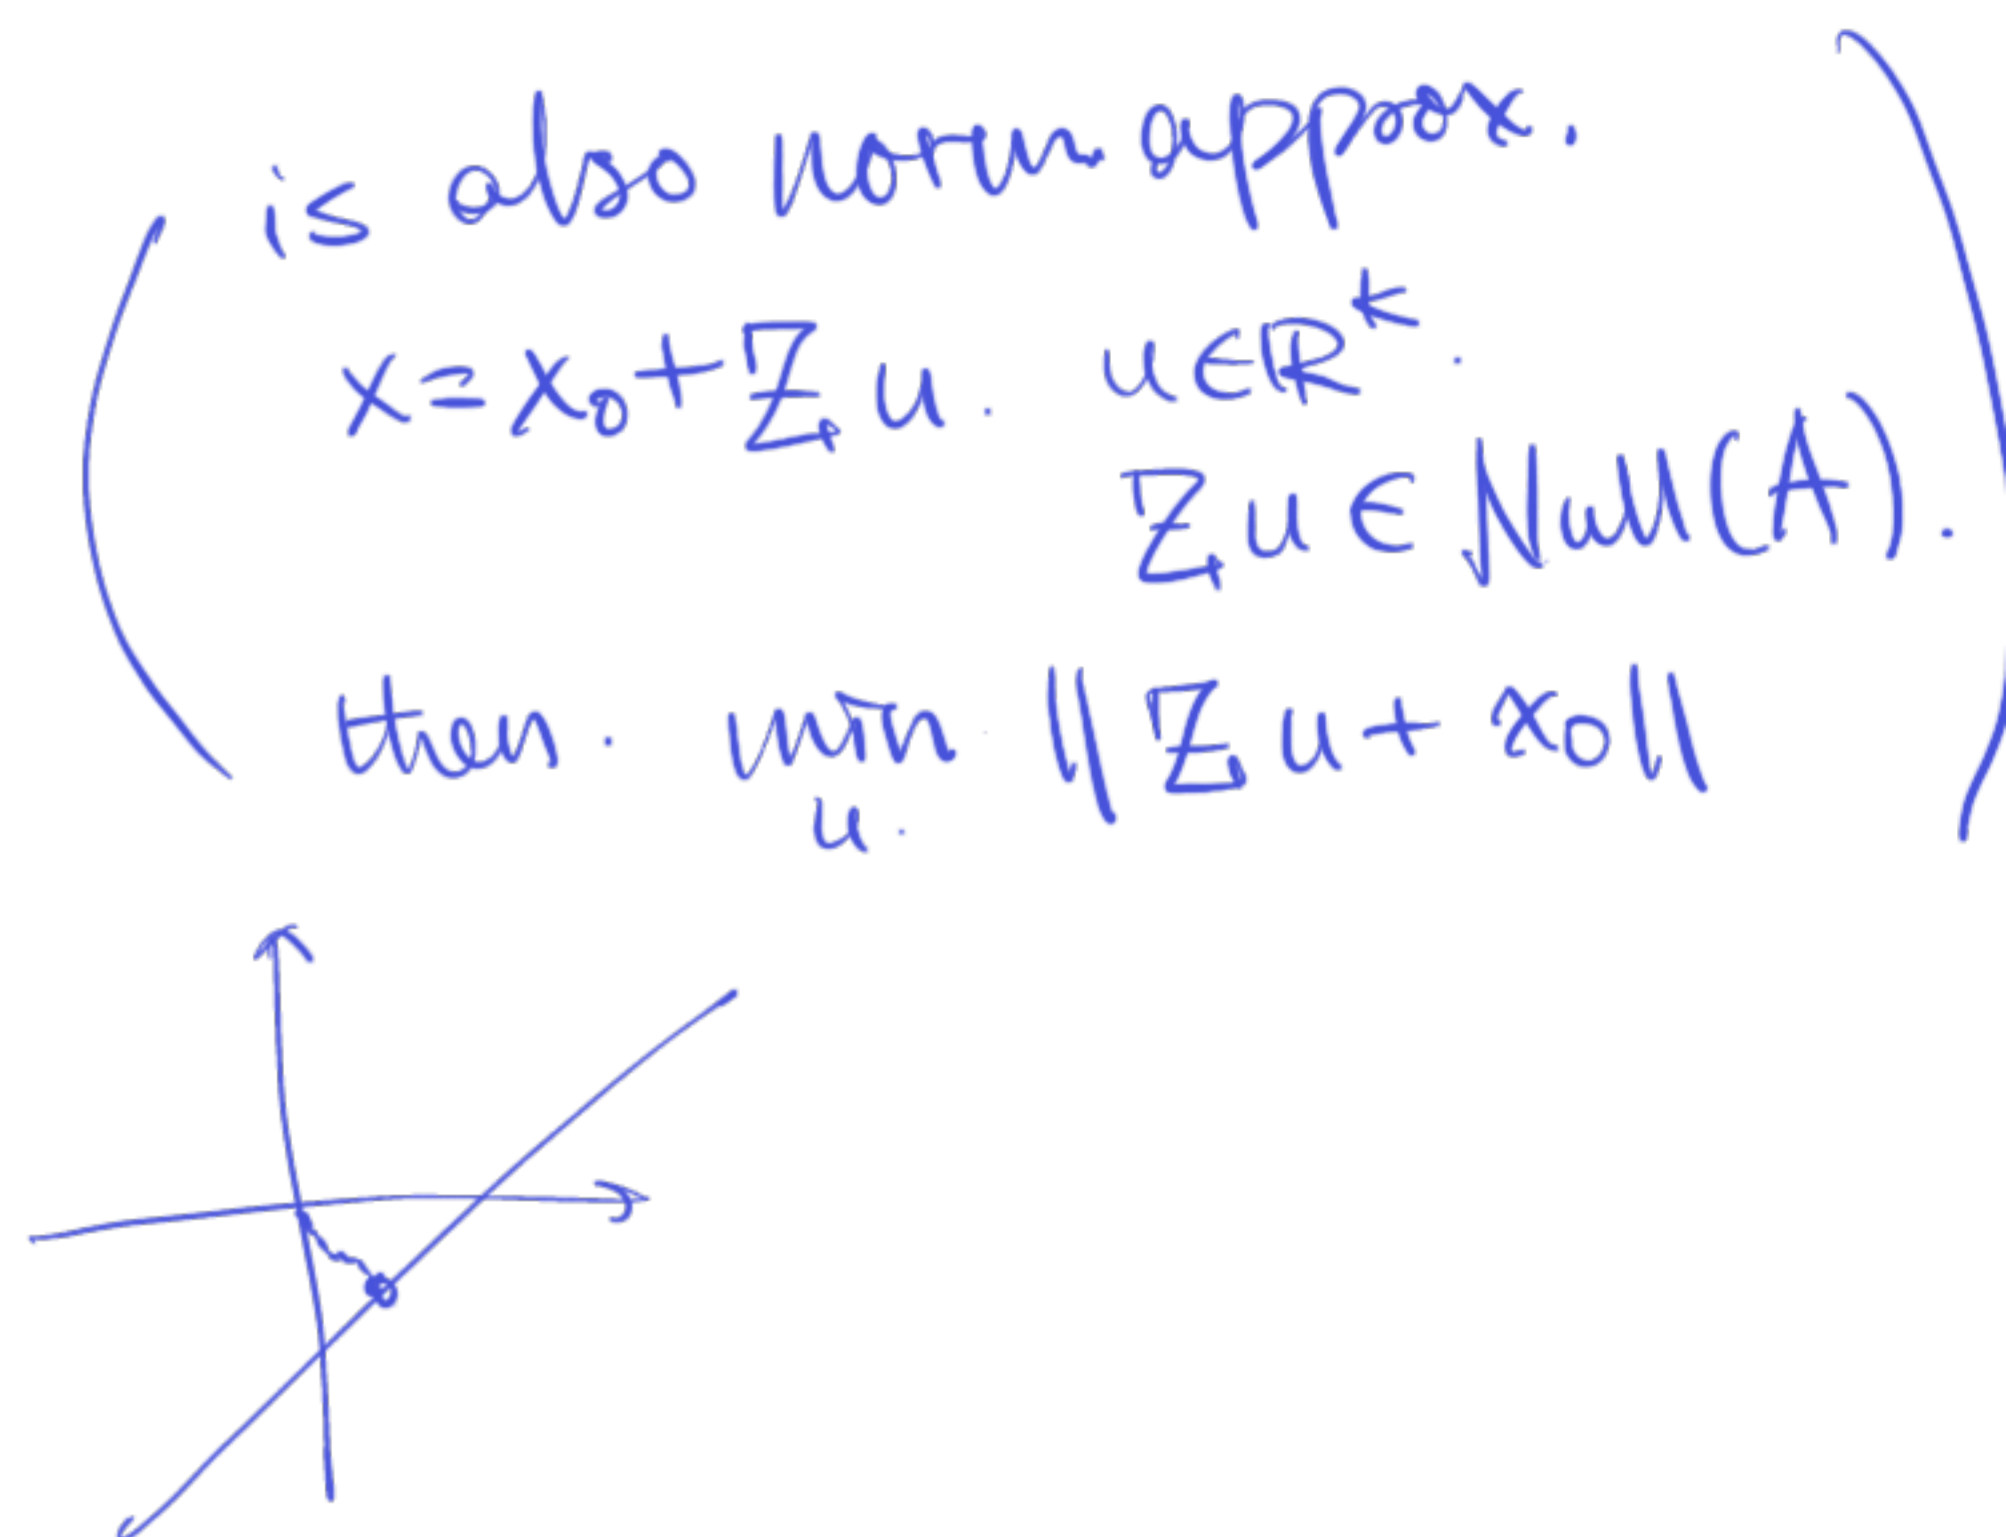 is also norm approx.
x = x₀ + Z u. u ∈ ℝᵏ.
Z u ∈ Null(A).
then. min ‖ Z u + x₀ ‖
u.